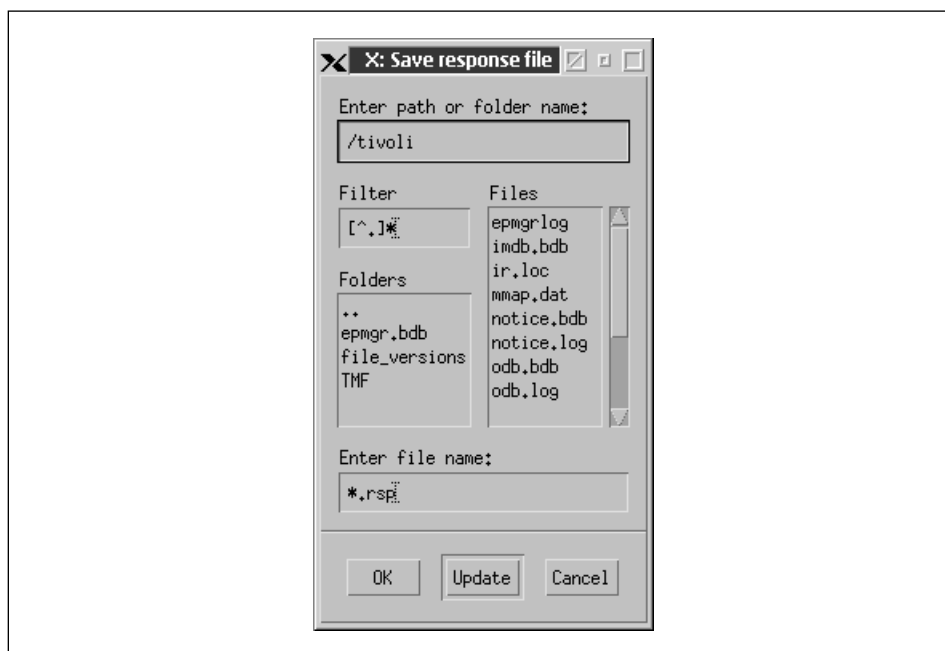 X: Save response file
Enter path or folder name:
/tivoli
Filter
[^.]*
Folders
..
epmgr.bdb
file_versions
TMF
Files
epmgrlog
imdb.bdb
ir.loc
mmap.dat
notice.bdb
notice.log
odb.bdb
odb.log
Enter file name:
*.rsp
OK
Update
Cancel